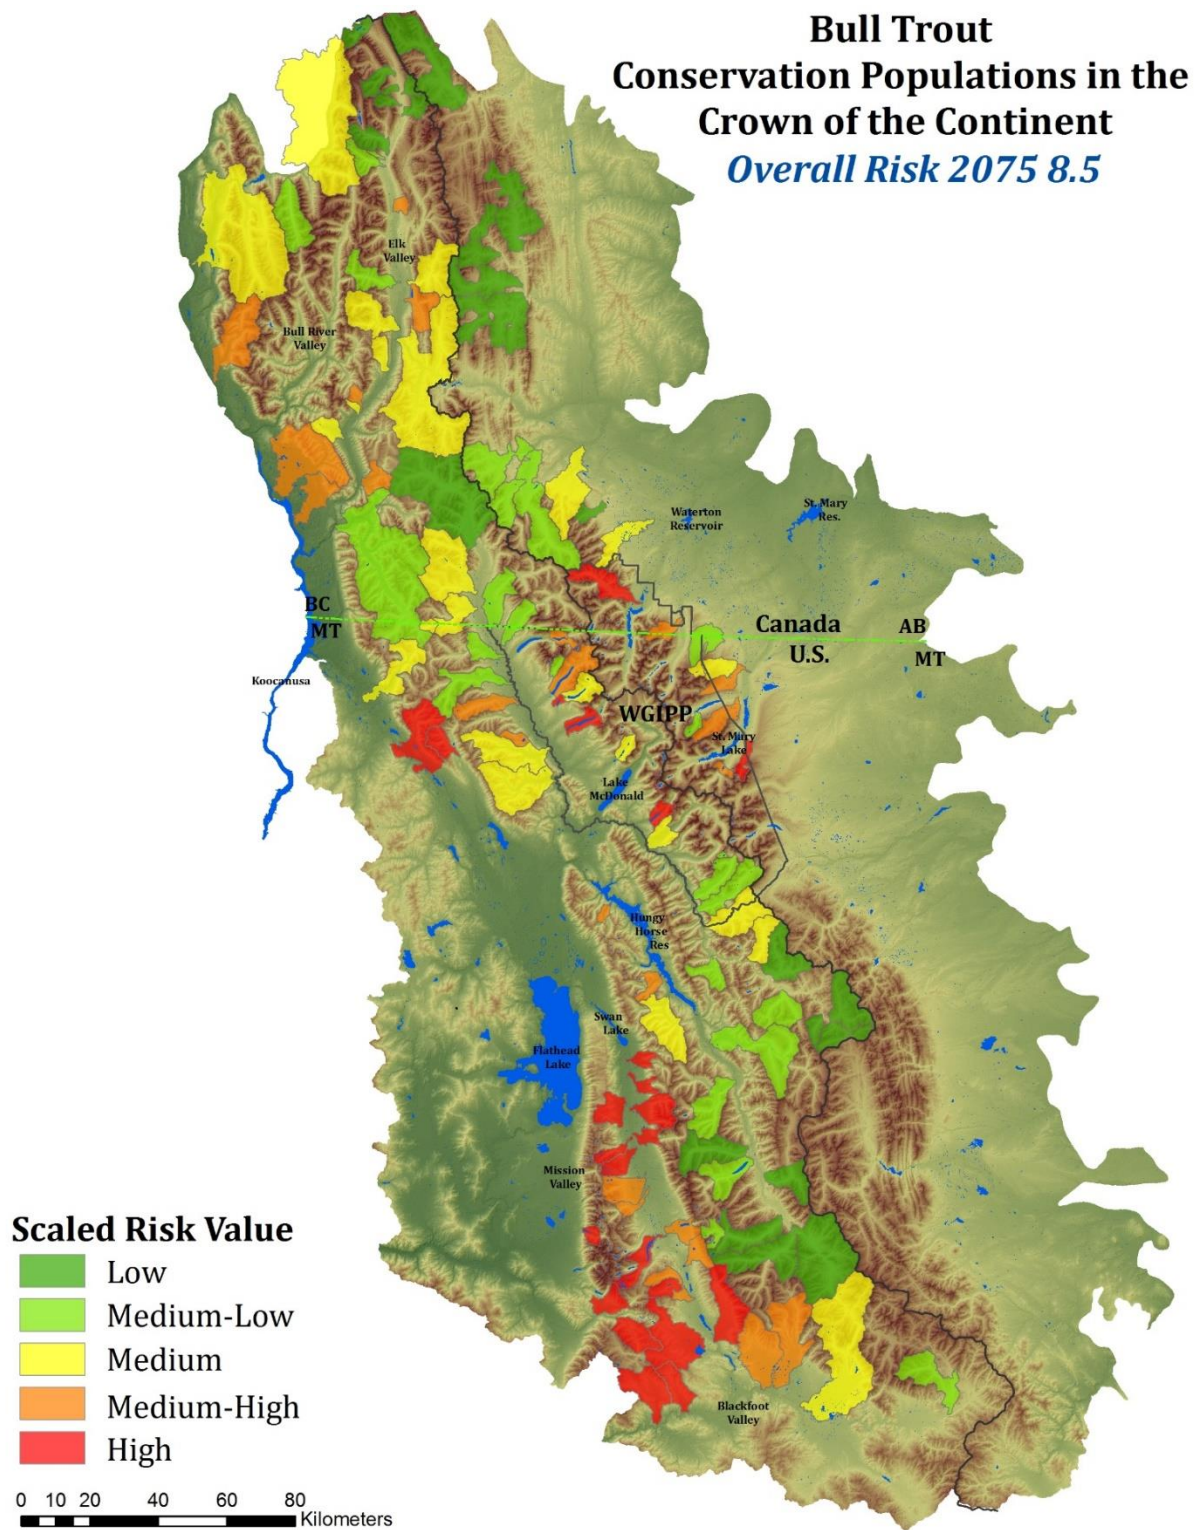 Bull Trout
Conservation Populations in the
Crown of the Continent
Overall Risk 2075 8.5
Elk
Valley
Bull River
Valley
Waterton
Reservoir
St. Mary
Res.
BC
MT
Canada
U.S.
AB
MT
Koocanusa
WGIPP
St. Mary
Lake
Lake
McDonald
Hungy
Horse
Res
Swan
Lake
Flathead
Lake
Mission
Valley
Blackfoot
Valley
Scaled Risk Value
Low
Medium-Low
Medium
Medium-High
High
0 10 20 40 60 80
Kilometers